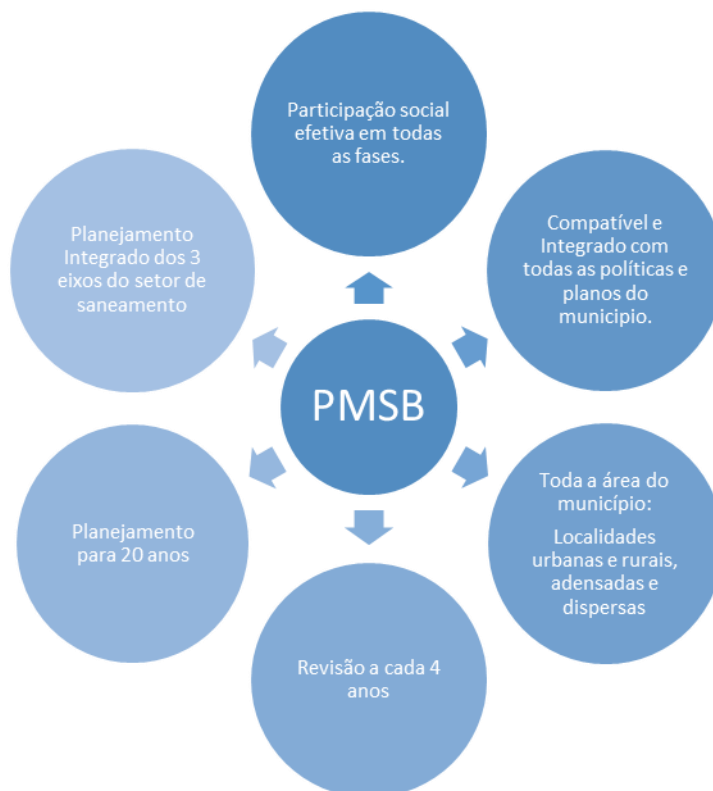 Participação social
efetiva em todas
as fases.
Compatível e
Integrado com
todas as políticas e
planos do
municipio.
Toda a área do
município:
Localidades
urbanas e rurais,
adensadas e
dispersas
Revisão a cada 4
anos
Planejamento
para 20 anos
Planejamento
Integrado dos 3
eixos do setor de
saneamento
PMSB